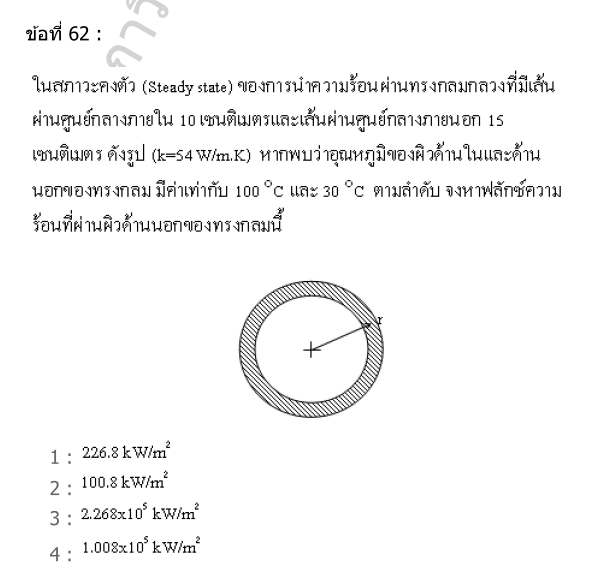 ข้อที่ 62 :
ในสภาวะคงตัว (Steady state) ของการนำความร้อนผ่านทรงกลมกลวงที่มีเส้น
ผ่านศูนย์กลางภายใน 10 เซนติเมตรและเส้นผ่านศูนย์กลางภายนอก 15
เซนติเมตร ดังรูป (k=54 W/m.K) หากพบว่าอุณหภูมิของผิวด้านในและด้าน
นอกของทรงกลม มีค่าเท่ากับ 100 °C และ 30 °C ตามลำดับ จงหาฟลักซ์ความ
ร้อนที่ผ่านผิวด้านนอกของทรงกลมนี้
r
1 : 226.8 kW/m²
2 : 100.8 kW/m²
3 : 2.268x10⁵ kW/m²
4 : 1.008x10⁵ kW/m²